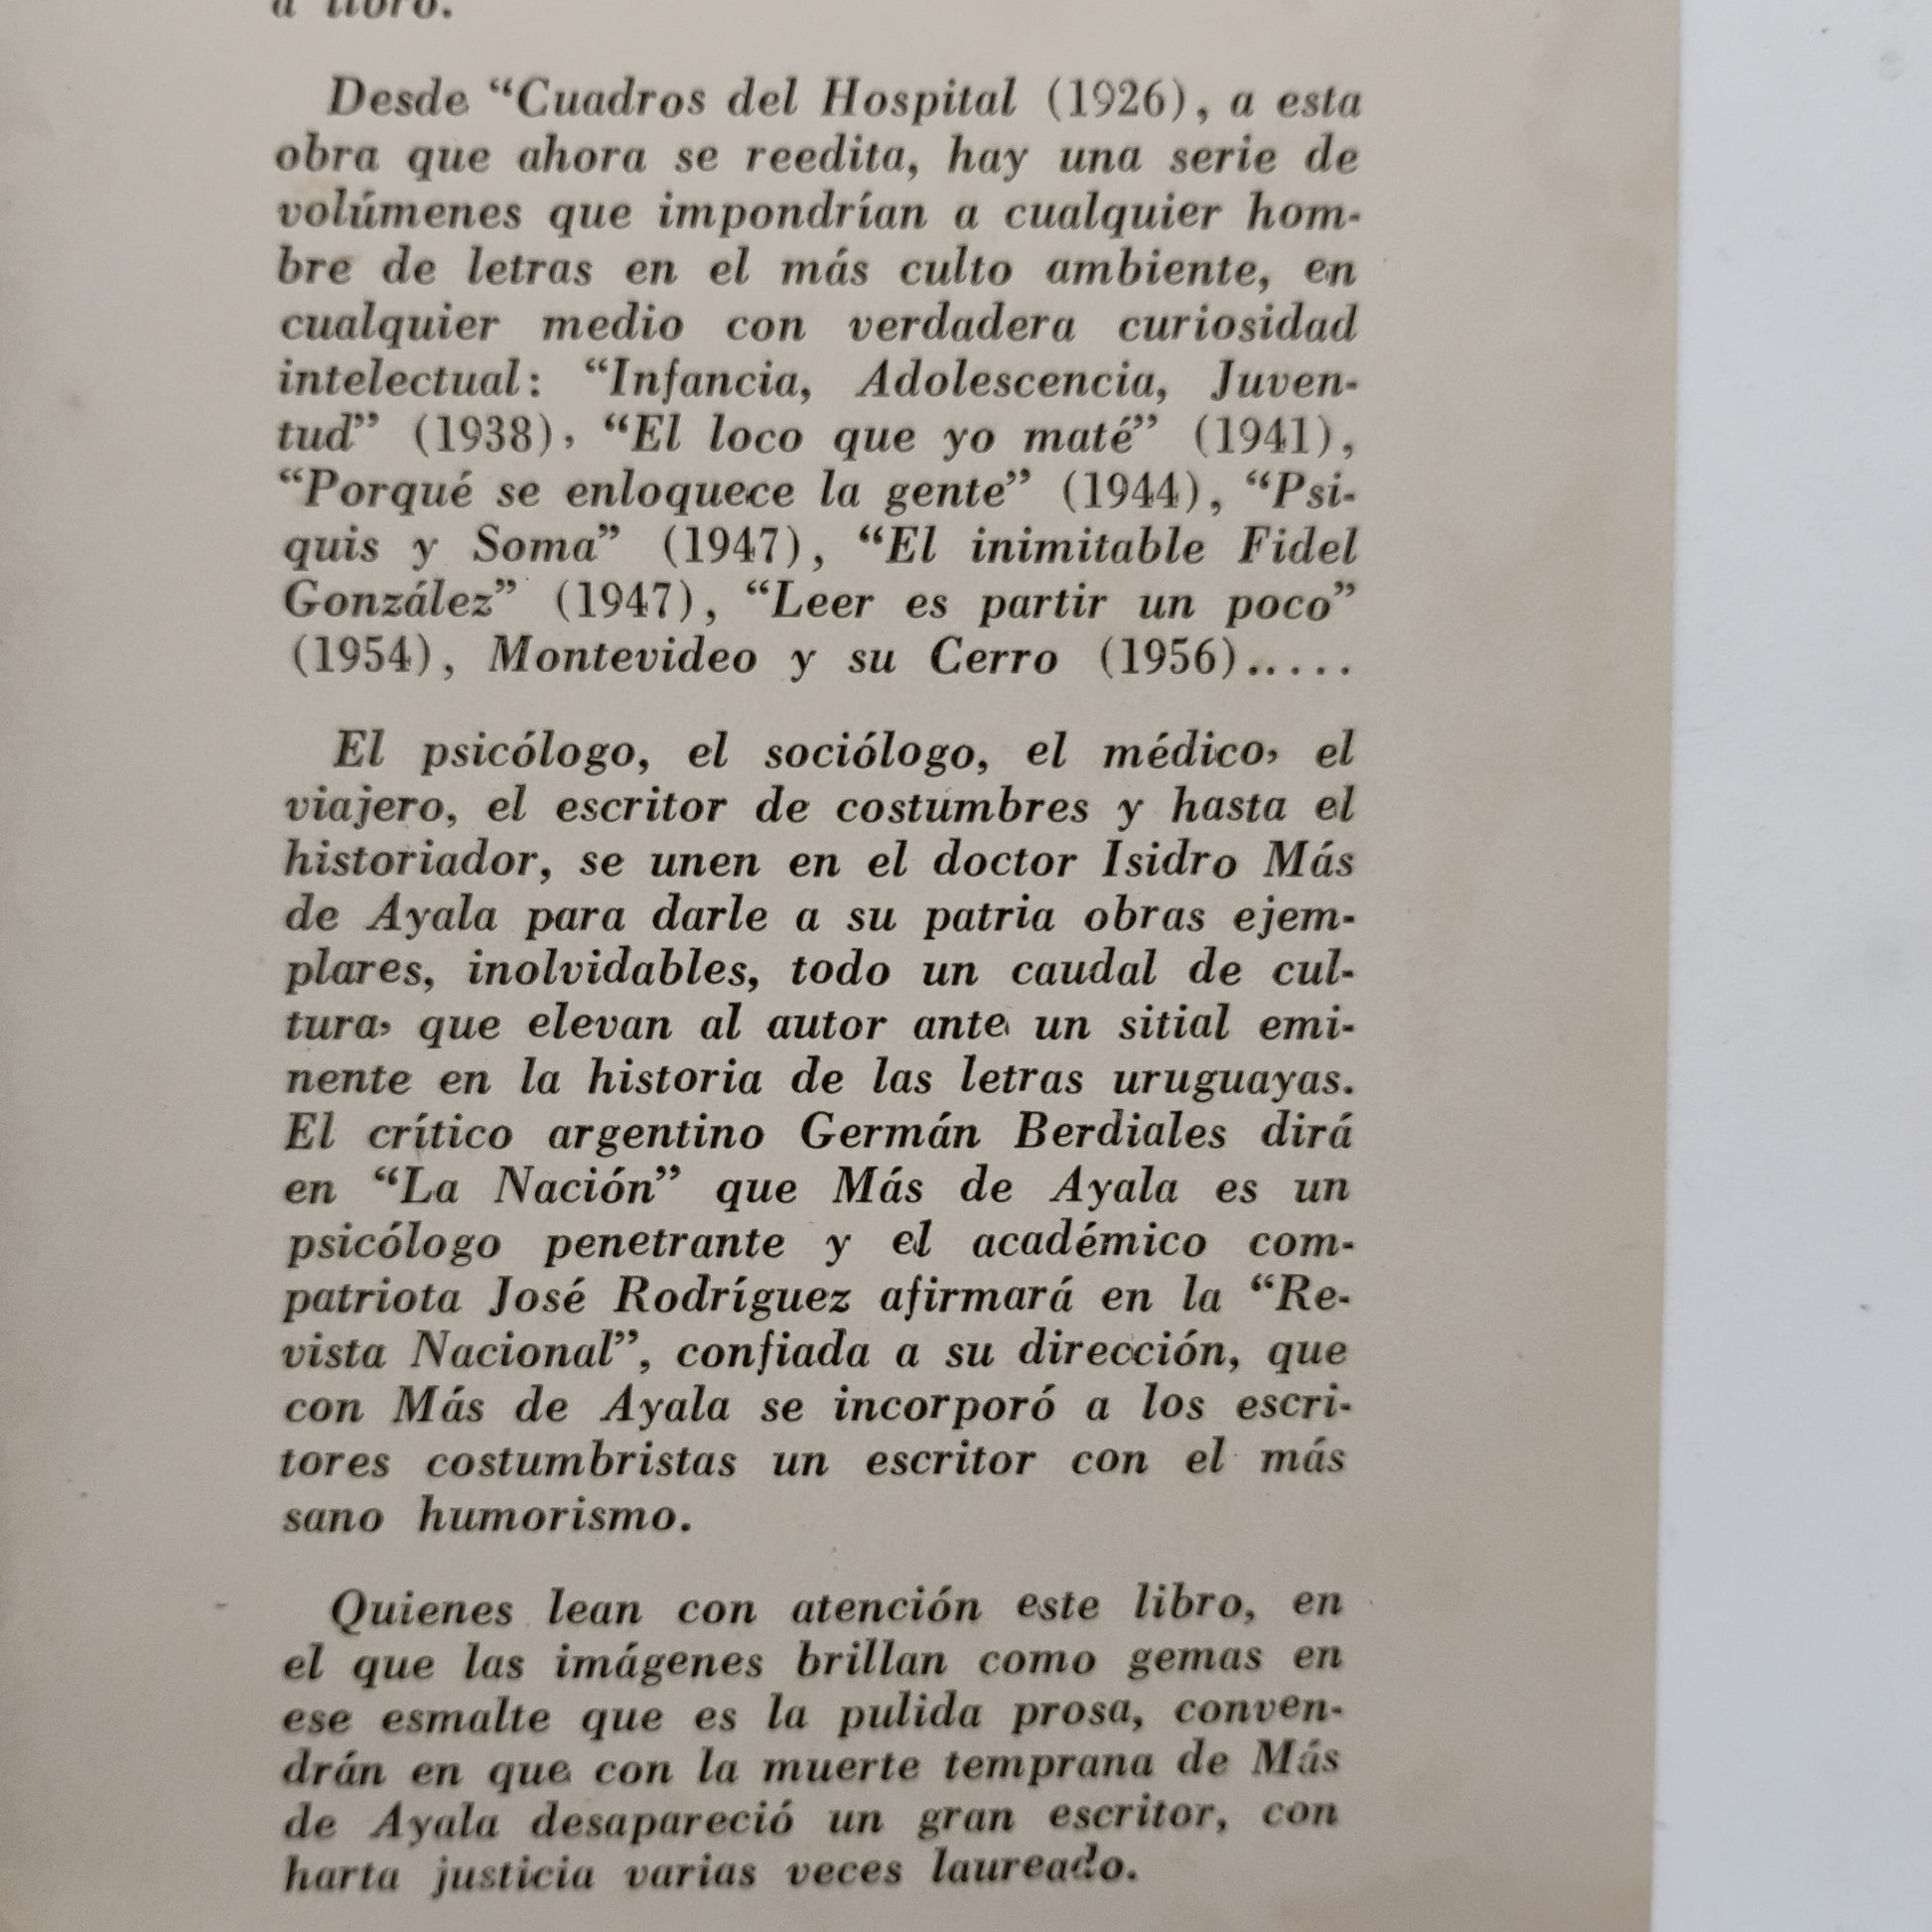 a libro.
Desde “Cuadros del Hospital (1926), a esta
obra que ahora se reedita, hay una serie de
volúmenes que impondrían a cualquier hom-
bre de letras en el más culto ambiente, en
cualquier medio con verdadera curiosidad
intelectual: “Infancia, Adolescencia, Juven-
tud” (1938), “El loco que yo maté” (1941),
“Porqué se enloquece la gente” (1944), “Psi-
quis y Soma” (1947), “El inimitable Fidel
González” (1947), “Leer es partir un poco”
(1954), Montevideo y su Cerro (1956).....
El psicólogo, el sociólogo, el médico, el
viajero, el escritor de costumbres y hasta el
historiador, se unen en el doctor Isidro Más
de Ayala para darle a su patria obras ejem-
plares, inolvidables, todo un caudal de cul-
tura, que elevan al autor ante un sitial emi-
nente en la historia de las letras uruguayas.
El crítico argentino Germán Berdiales dirá
en “La Nación” que Más de Ayala es un
psicólogo penetrante y el académico com-
patriota José Rodríguez afirmará en la “Re-
vista Nacional”, confiada a su dirección, que
con Más de Ayala se incorporó a los escri-
tores costumbristas un escritor con el más
sano humorismo.
Quienes lean con atención este libro, en
el que las imágenes brillan como gemas en
ese esmalte que es la pulida prosa, conven-
drán en que con la muerte temprana de Más
de Ayala desapareció un gran escritor, con
harta justicia varias veces laureado.